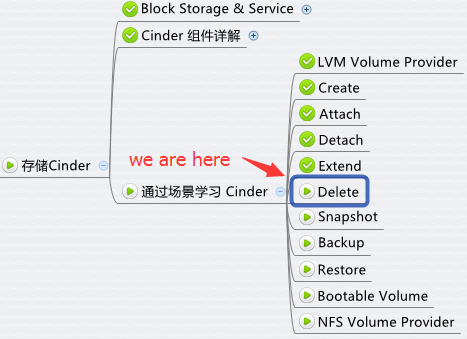 Block Storage & Service
Cinder 组件详解
LVM Volume Provider
Create
Attach
Detach
we are here
Extend
存储Cinder
通过场景学习 Cinder
Delete
Snapshot
Backup
Restore
Bootable Volume
NFS Volume Provider